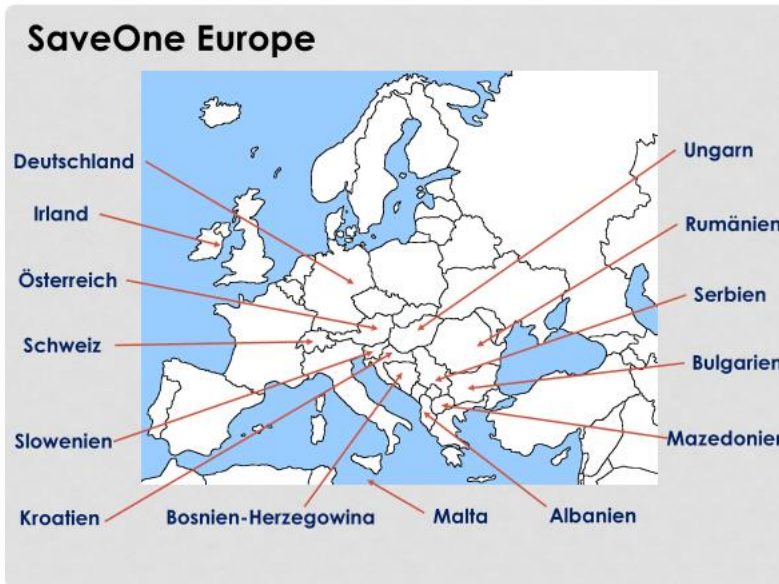 SaveOne Europe
Deutschland
Irland
Österreich
Schweiz
Slowenien
Kroatien
Bosnien-Herzegowina
Malta
Albanien
Ungarn
Rumänien
Serbien
Bulgarien
Mazedonien